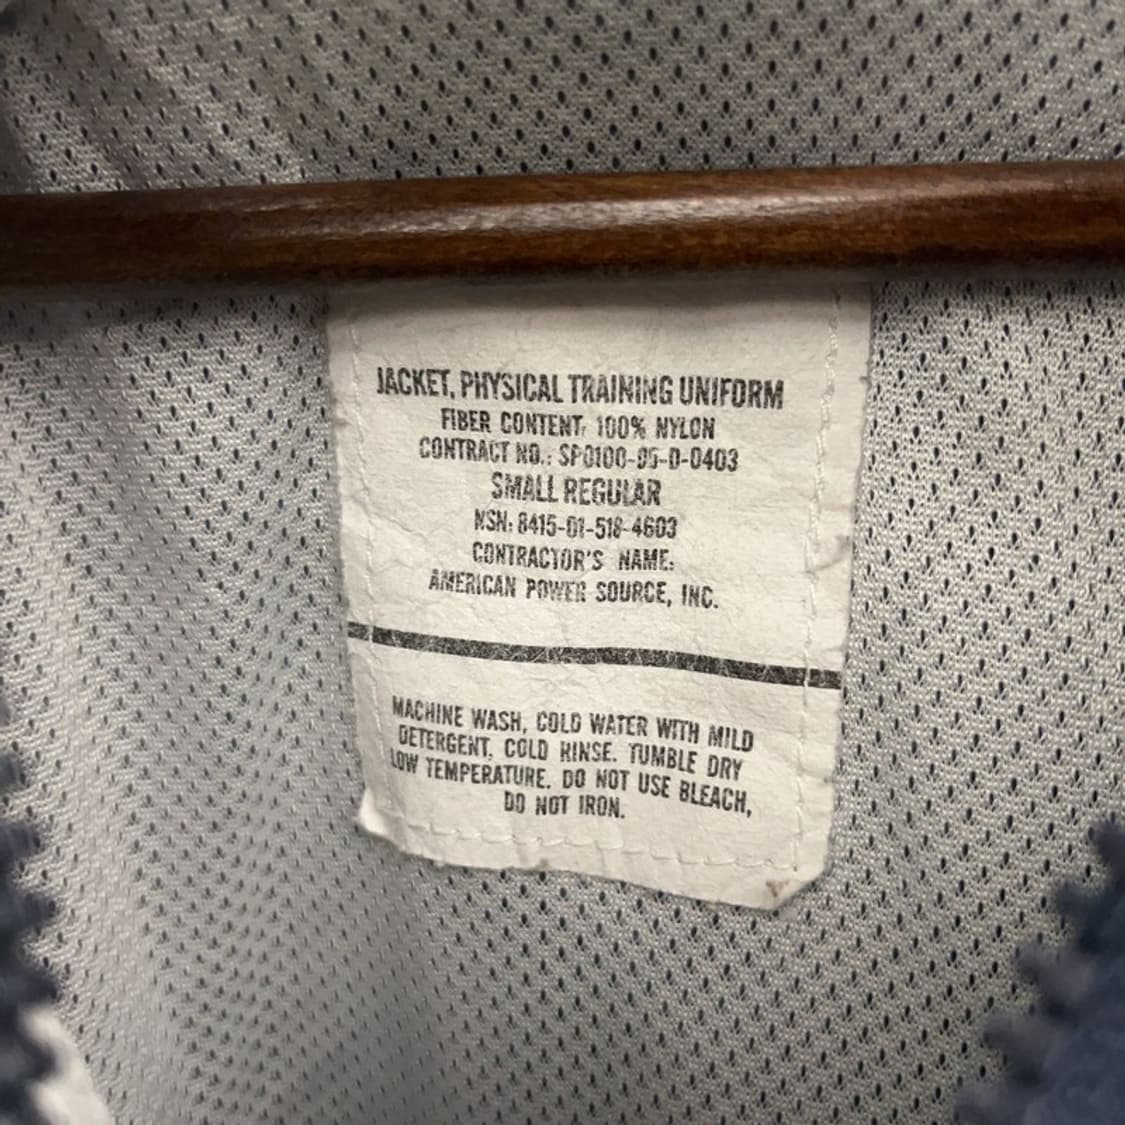 JACKET, PHYSICAL TRAINING UNIFORM
FIBER CONTENT: 100% NYLON
CONTRACT NO.: SP0100-05-D-0403
SMALL REGULAR
NSN: 8415-01-518-4603
CONTRACTOR'S NAME:
AMERICAN POWER SOURCE, INC.
MACHINE WASH, COLD WATER WITH MILD
DETERGENT, COLD RINSE. TUMBLE DRY
LOW TEMPERATURE. DO NOT USE BLEACH,
DO NOT IRON.